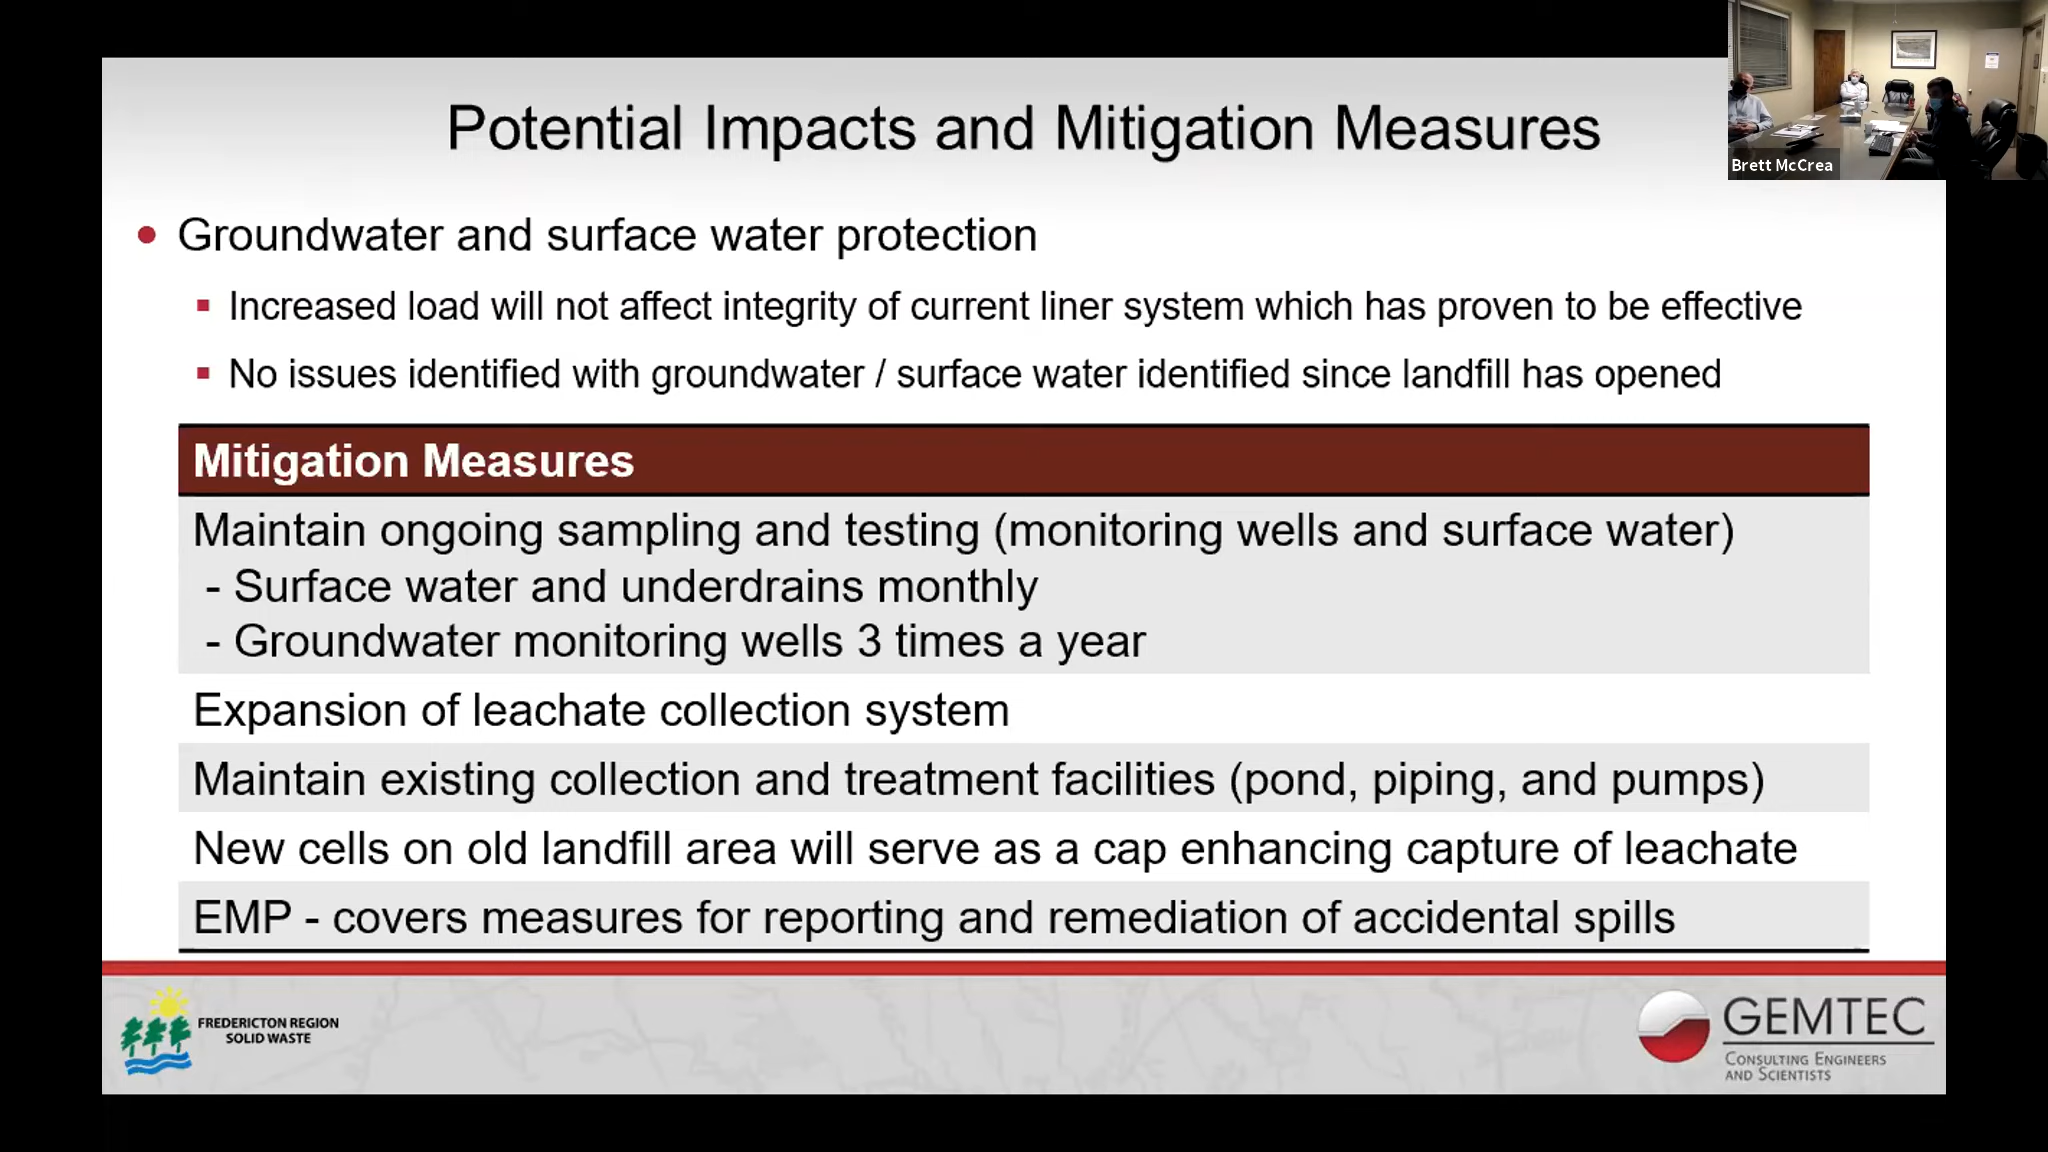 Potential Impacts and Mitigation Measures
Brett McCrea
• Groundwater and surface water protection
▪ Increased load will not affect integrity of current liner system which has proven to be effective
▪ No issues identified with groundwater / surface water identified since landfill has opened
Mitigation Measures
Maintain ongoing sampling and testing (monitoring wells and surface water)
- Surface water and underdrains monthly
- Groundwater monitoring wells 3 times a year
Expansion of leachate collection system
Maintain existing collection and treatment facilities (pond, piping, and pumps)
New cells on old landfill area will serve as a cap enhancing capture of leachate
EMP - covers measures for reporting and remediation of accidental spills
FREDERICTON REGION
SOLID WASTE
GEMTEC
CONSULTING ENGINEERS
AND SCIENTISTS